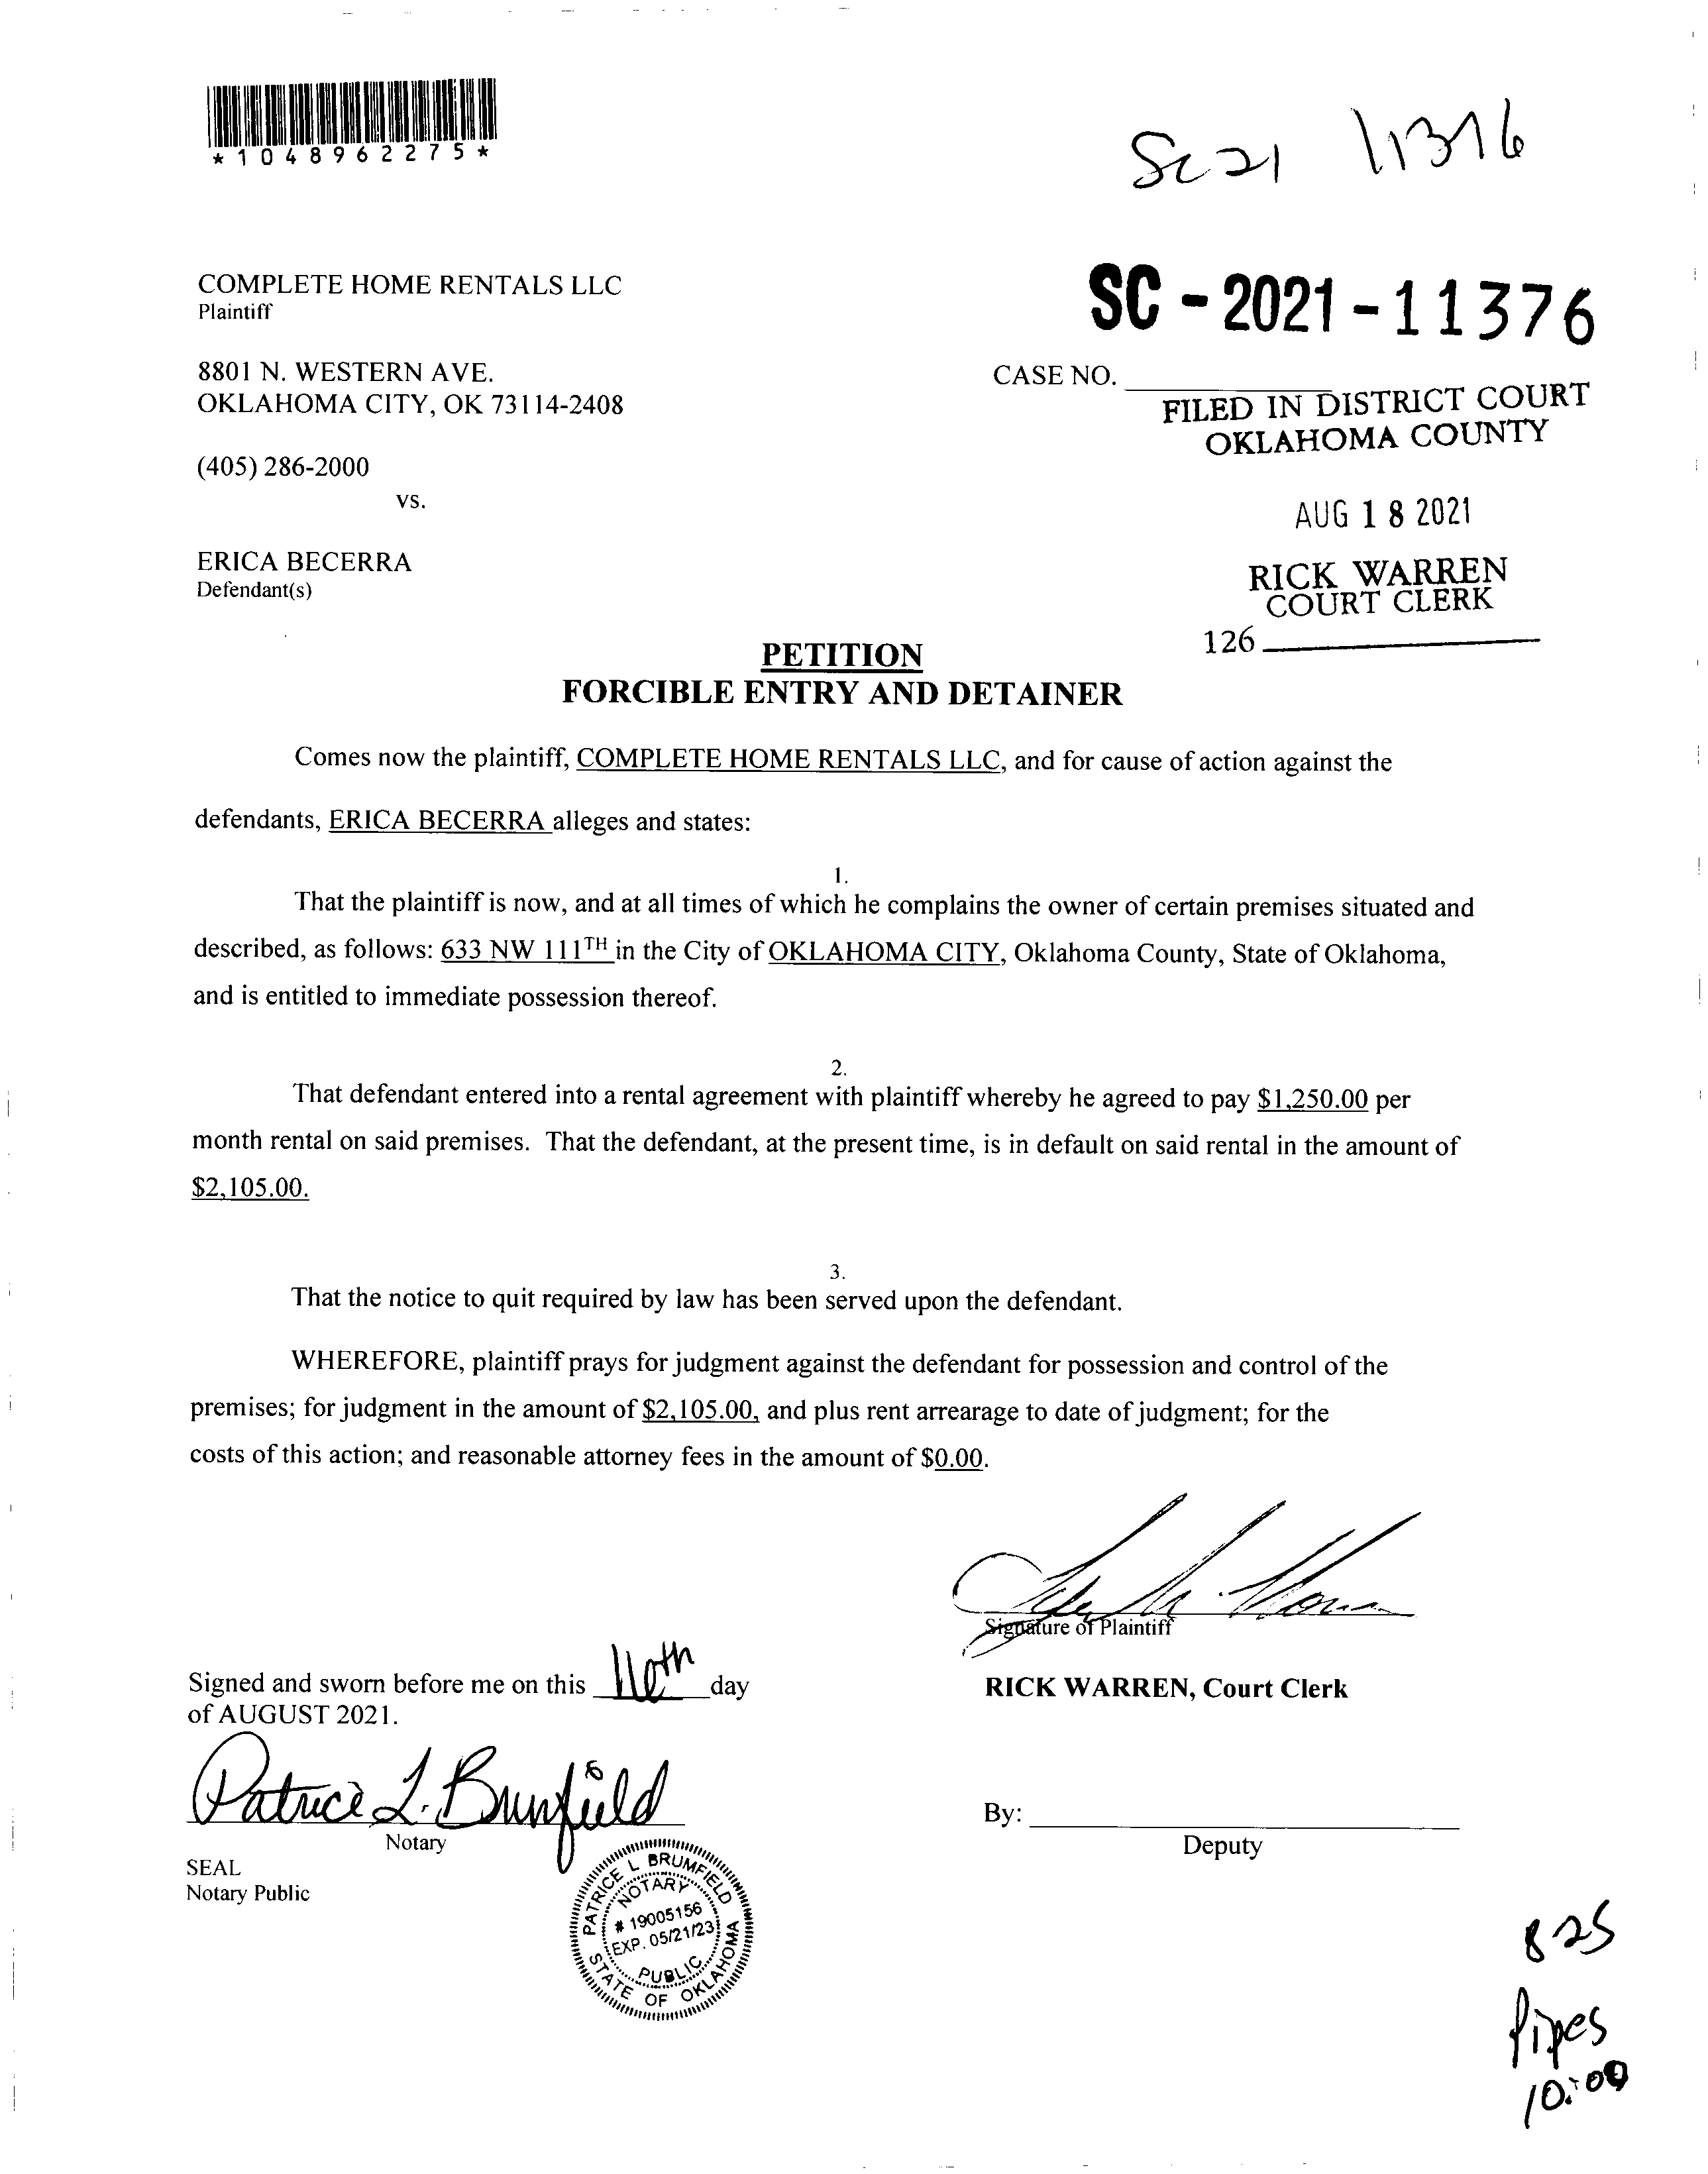 *1048962275*
Sc21 11376
COMPLETE HOME RENTALS LLC
Plaintiff
SC-2021-11376
8801 N. WESTERN AVE.
OKLAHOMA CITY, OK 73114-2408
CASE NO.
FILED IN DISTRICT COURT
OKLAHOMA COUNTY
(405) 286-2000
vs.
AUG 18 2021
ERICA BECERRA
Defendant(s)
RICK WARREN
COURT CLERK
126
PETITION
FORCIBLE ENTRY AND DETAINER
Comes now the plaintiff, COMPLETE HOME RENTALS LLC, and for cause of action against the
defendants, ERICA BECERRA alleges and states:
1.
That the plaintiff is now, and at all times of which he complains the owner of certain premises situated and
described, as follows: 633 NW 111TH in the City of OKLAHOMA CITY, Oklahoma County, State of Oklahoma,
and is entitled to immediate possession thereof.
2.
That defendant entered into a rental agreement with plaintiff whereby he agreed to pay $1,250.00 per
month rental on said premises. That the defendant, at the present time, is in default on said rental in the amount of
$2,105.00.
3.
That the notice to quit required by law has been served upon the defendant.
WHEREFORE, plaintiff prays for judgment against the defendant for possession and control of the
premises; for judgment in the amount of $2,105.00, and plus rent arrearage to date of judgment; for the
costs of this action; and reasonable attorney fees in the amount of $0.00.
Signature of Plaintiff
Signed and sworn before me on this 16th day
of AUGUST 2021.
RICK WARREN, Court Clerk
Patrice L. Brumfield
Notary
By:
Deputy
SEAL
Notary Public
PATRICE L BRUMFIELD
NOTARY
# 19005156
EXP. 05/21/23
PUBLIC
STATE OF OKLAHOMA
825
Pipes
10:00